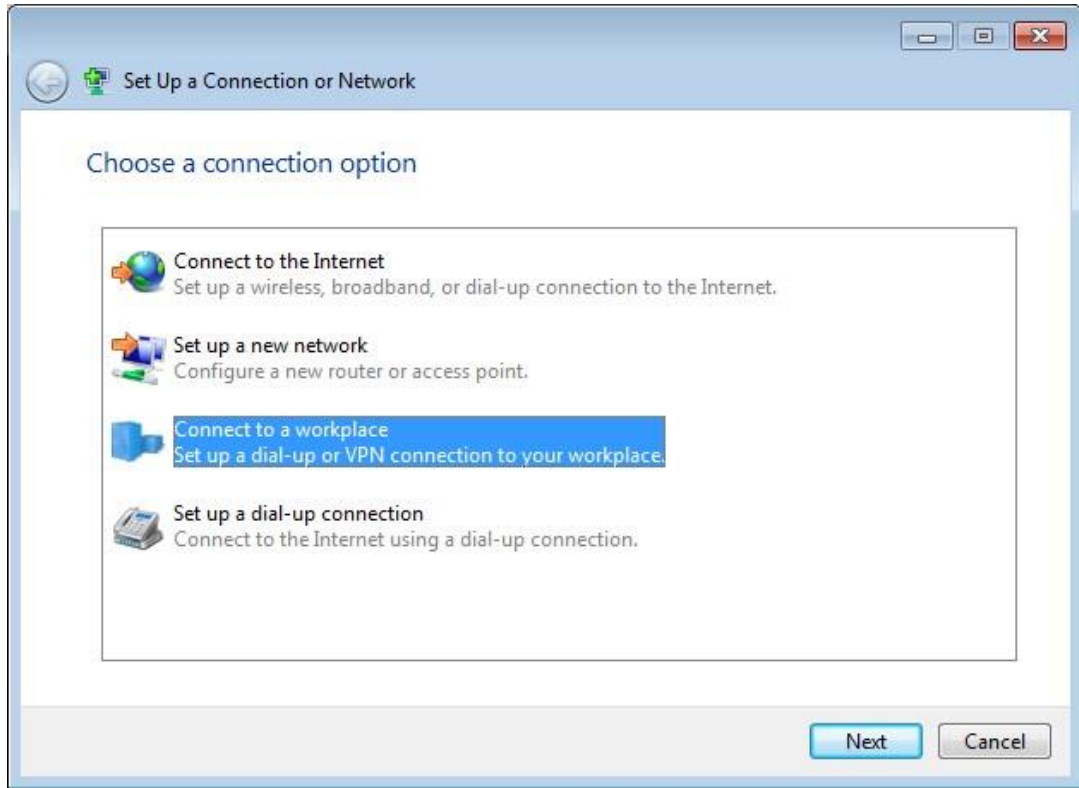 Set Up a Connection or Network
Choose a connection option
Connect to the Internet
Set up a wireless, broadband, or dial-up connection to the Internet.
Set up a new network
Configure a new router or access point.
Connect to a workplace
Set up a dial-up or VPN connection to your workplace.
Set up a dial-up connection
Connect to the Internet using a dial-up connection.
Next Cancel